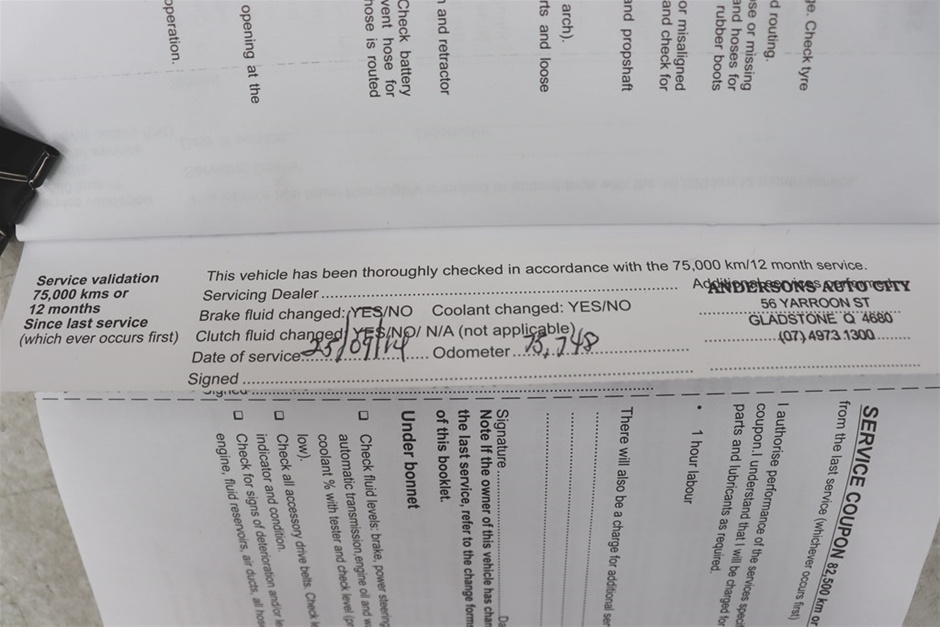 ge. Check tyre
d routing.
se or missing
and hoses for
rubber boots
or misaligned
and check for
and propshaft
arch).
rts and loose
and retractor
Check battery
vent hose for
hose is routed
opening at the
operation.
Service validation
75,000 kms or
12 months
Since last service
(which ever occurs first)
This vehicle has been thoroughly checked in accordance with the 75,000 km/12 month service.
Servicing Dealer
Brake fluid changed: YES/NO Coolant changed: YES/NO
Clutch fluid changed: YES/NO/ N/A (not applicable)
Date of service 25/09/14 Odometer 75,748
Signed
ANDERSONS AUTO CITY
56 YARROON ST
GLADSTONE Q 4680
(07) 4973 1300
Signed
SERVICE COUPON 82,500 km or
from the last service (whichever occurs first)
I authorise performance of the services speci
coupon. I understand that I will be charged for
parts and lubricants as required.
• 1 hour labour
There will also be a charge for additional ser
Signature Da
Note If the owner of this vehicle has chan
the last service, refer to the change form
of this booklet.
Under bonnet
❑ Check fluid levels: brake, power steering
automatic transmission,engine oil and w
coolant % with tester and check level (pr
low).
❑ Check all accessory drive belts. Check
indicator and condition.
❑ Check for signs of deterioration and/or le
engine, fluid reservoirs, air ducts, all hose